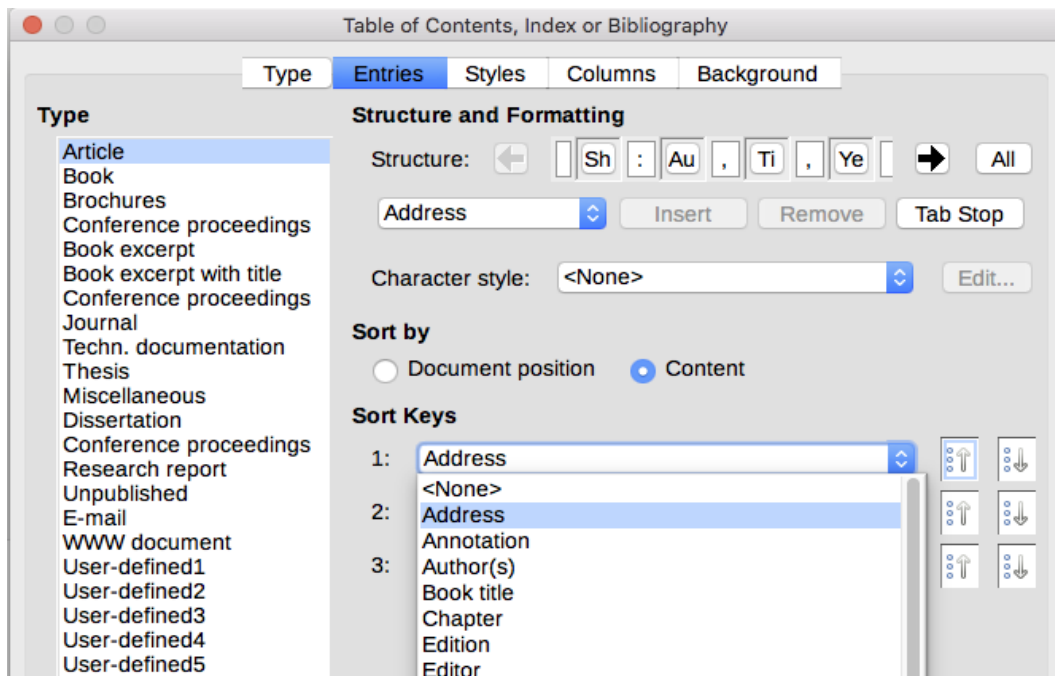 Table of Contents, Index or Bibliography
Type Entries Styles Columns Background
Type
Article
Book
Brochures
Conference proceedings
Book excerpt
Book excerpt with title
Conference proceedings
Journal
Techn. documentation
Thesis
Miscellaneous
Dissertation
Conference proceedings
Research report
Unpublished
E-mail
WWW document
User-defined1
User-defined2
User-defined3
User-defined4
User-defined5
Structure and Formatting
Structure: Sh : Au , Ti , Ye All
Address Insert Remove Tab Stop
Character style: <None> Edit...
Sort by
Document position Content
Sort Keys
1: Address
<None>
2: Address
Annotation
3: Author(s)
Book title
Chapter
Edition
Editor